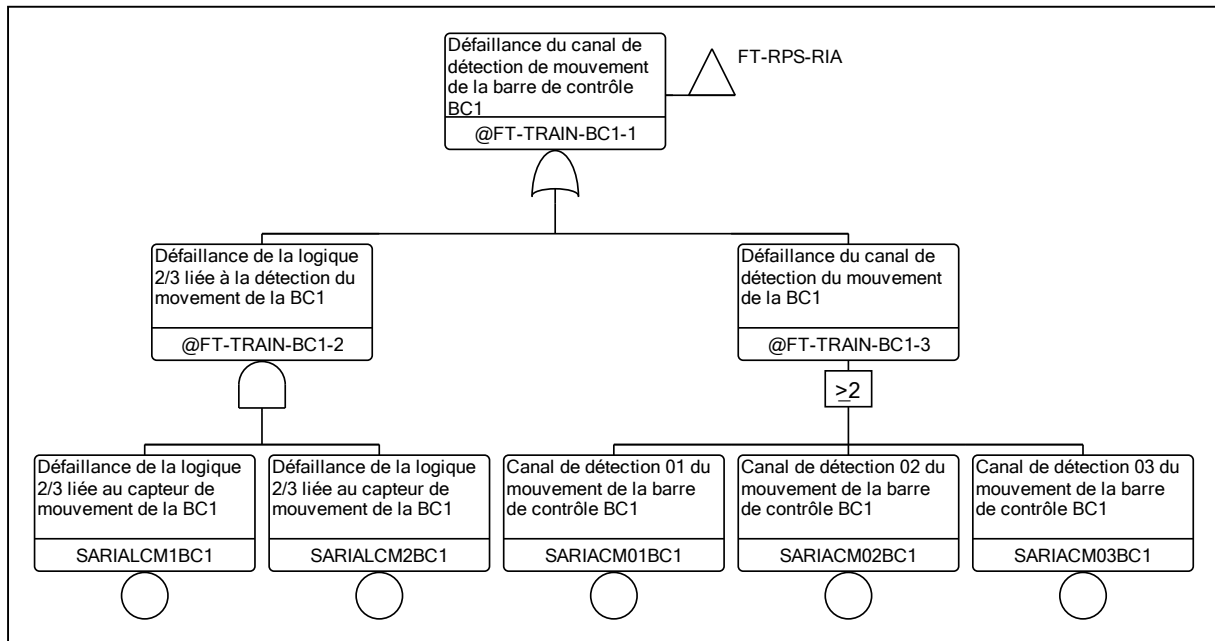 Défaillance du canal de
détection de mouvement
de la barre de contrôle
BC1
@FT-TRAIN-BC1-1
FT-RPS-RIA
Défaillance de la logique
2/3 liée à la détection du
movement de la BC1
@FT-TRAIN-BC1-2
Défaillance du canal de
détection du mouvement
de la BC1
@FT-TRAIN-BC1-3
≥2
Défaillance de la logique
2/3 liée au capteur de
mouvement de la BC1
SARIALCM1BC1
Défaillance de la logique
2/3 liée au capteur de
mouvement de la BC1
SARIALCM2BC1
Canal de détection 01 du
mouvement de la barre
de contrôle BC1
SARIACM01BC1
Canal de détection 02 du
mouvement de la barre
de contrôle BC1
SARIACM02BC1
Canal de détection 03 du
mouvement de la barre
de contrôle BC1
SARIACM03BC1